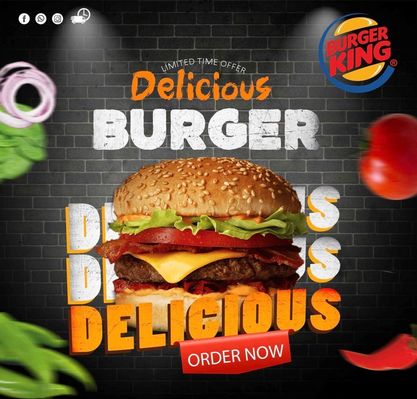 LIMITED TIME OFFER
Delicious
BURGER
BURGER
KING®
DELICIOUS
ORDER NOW